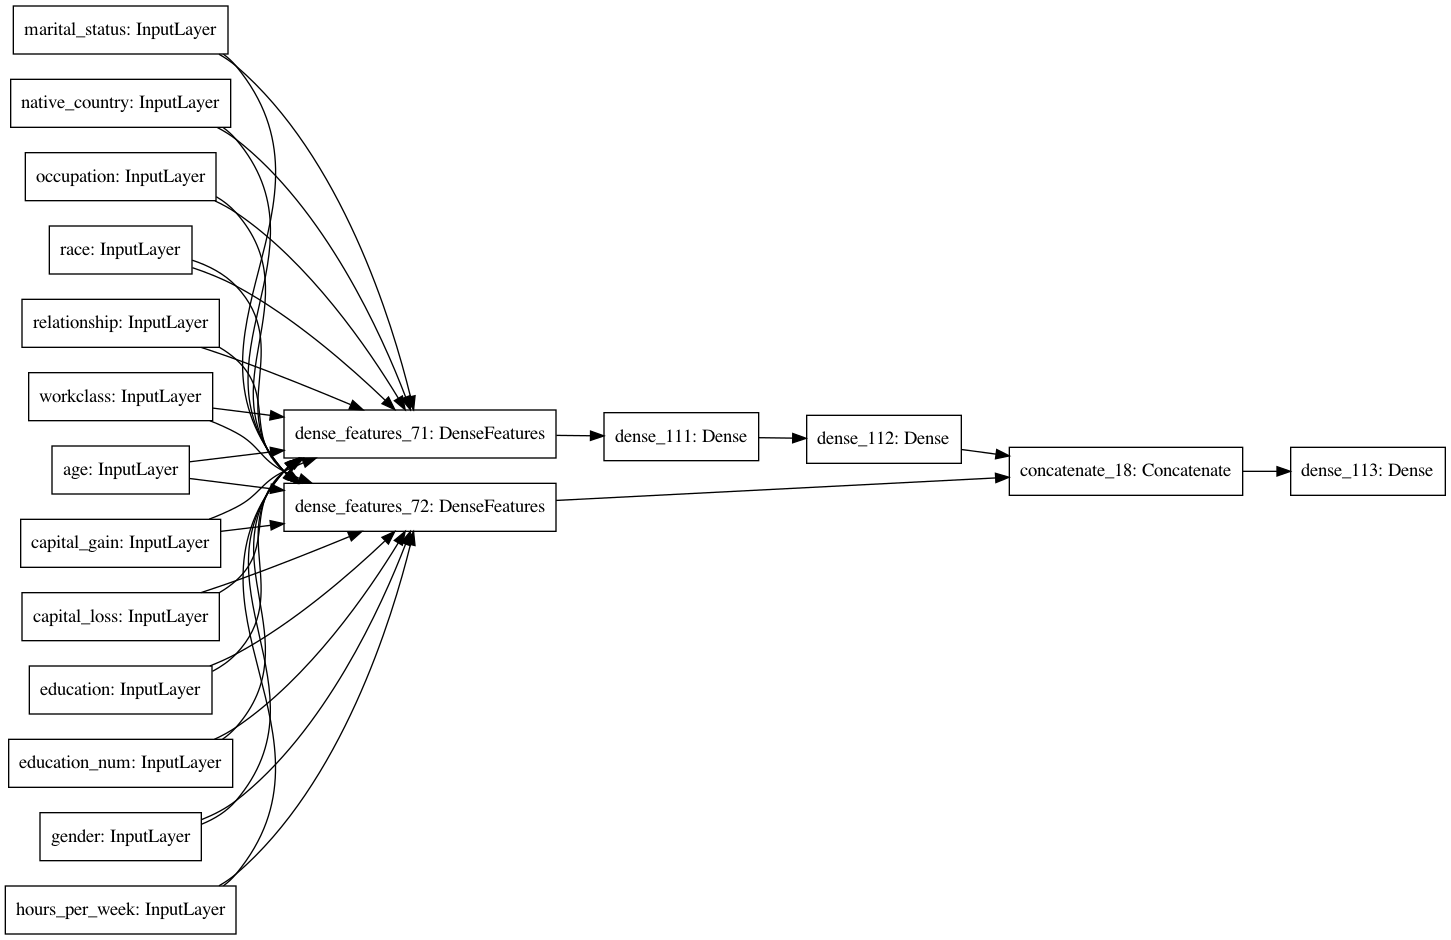 marital_status: InputLayer
native_country: InputLayer
occupation: InputLayer
race: InputLayer
relationship: InputLayer
workclass: InputLayer
age: InputLayer
capital_gain: InputLayer
capital_loss: InputLayer
education: InputLayer
education_num: InputLayer
gender: InputLayer
hours_per_week: InputLayer
dense_features_71: DenseFeatures
dense_features_72: DenseFeatures
dense_111: Dense
dense_112: Dense
concatenate_18: Concatenate
dense_113: Dense